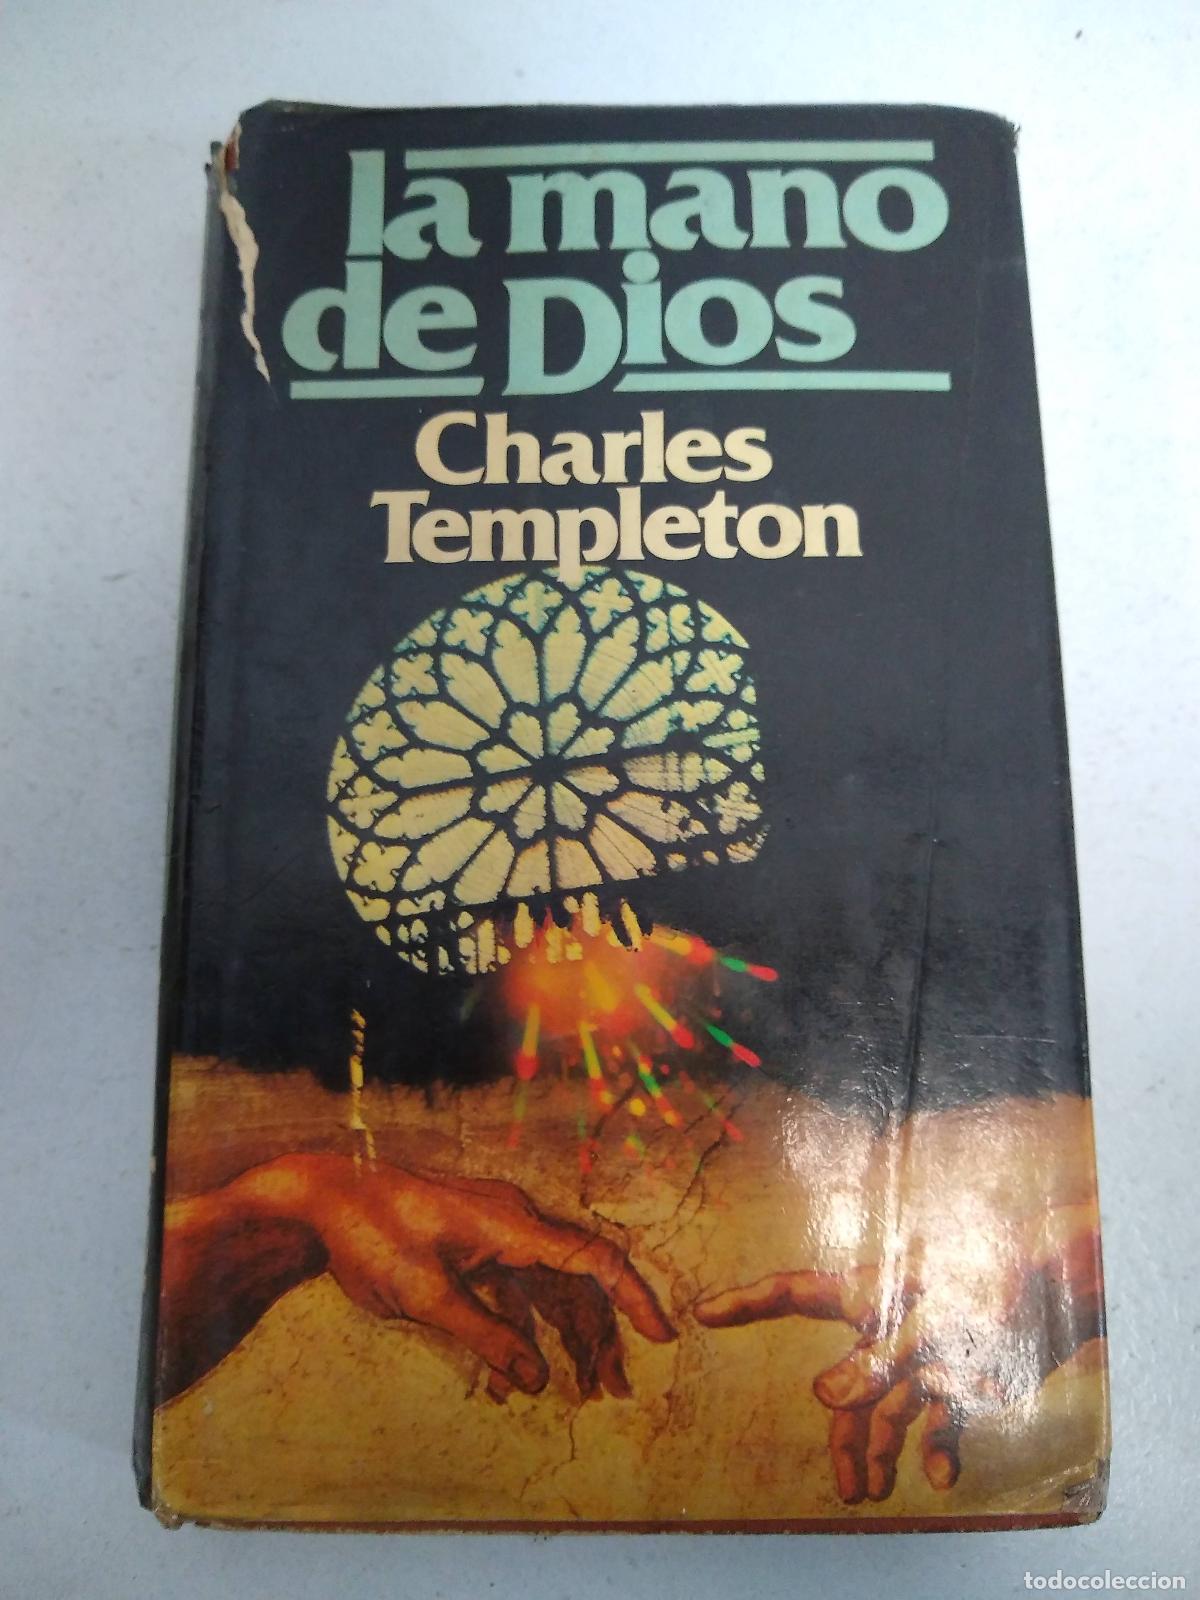 la mano
de Dios
Charles
Templeton
todocoleccion